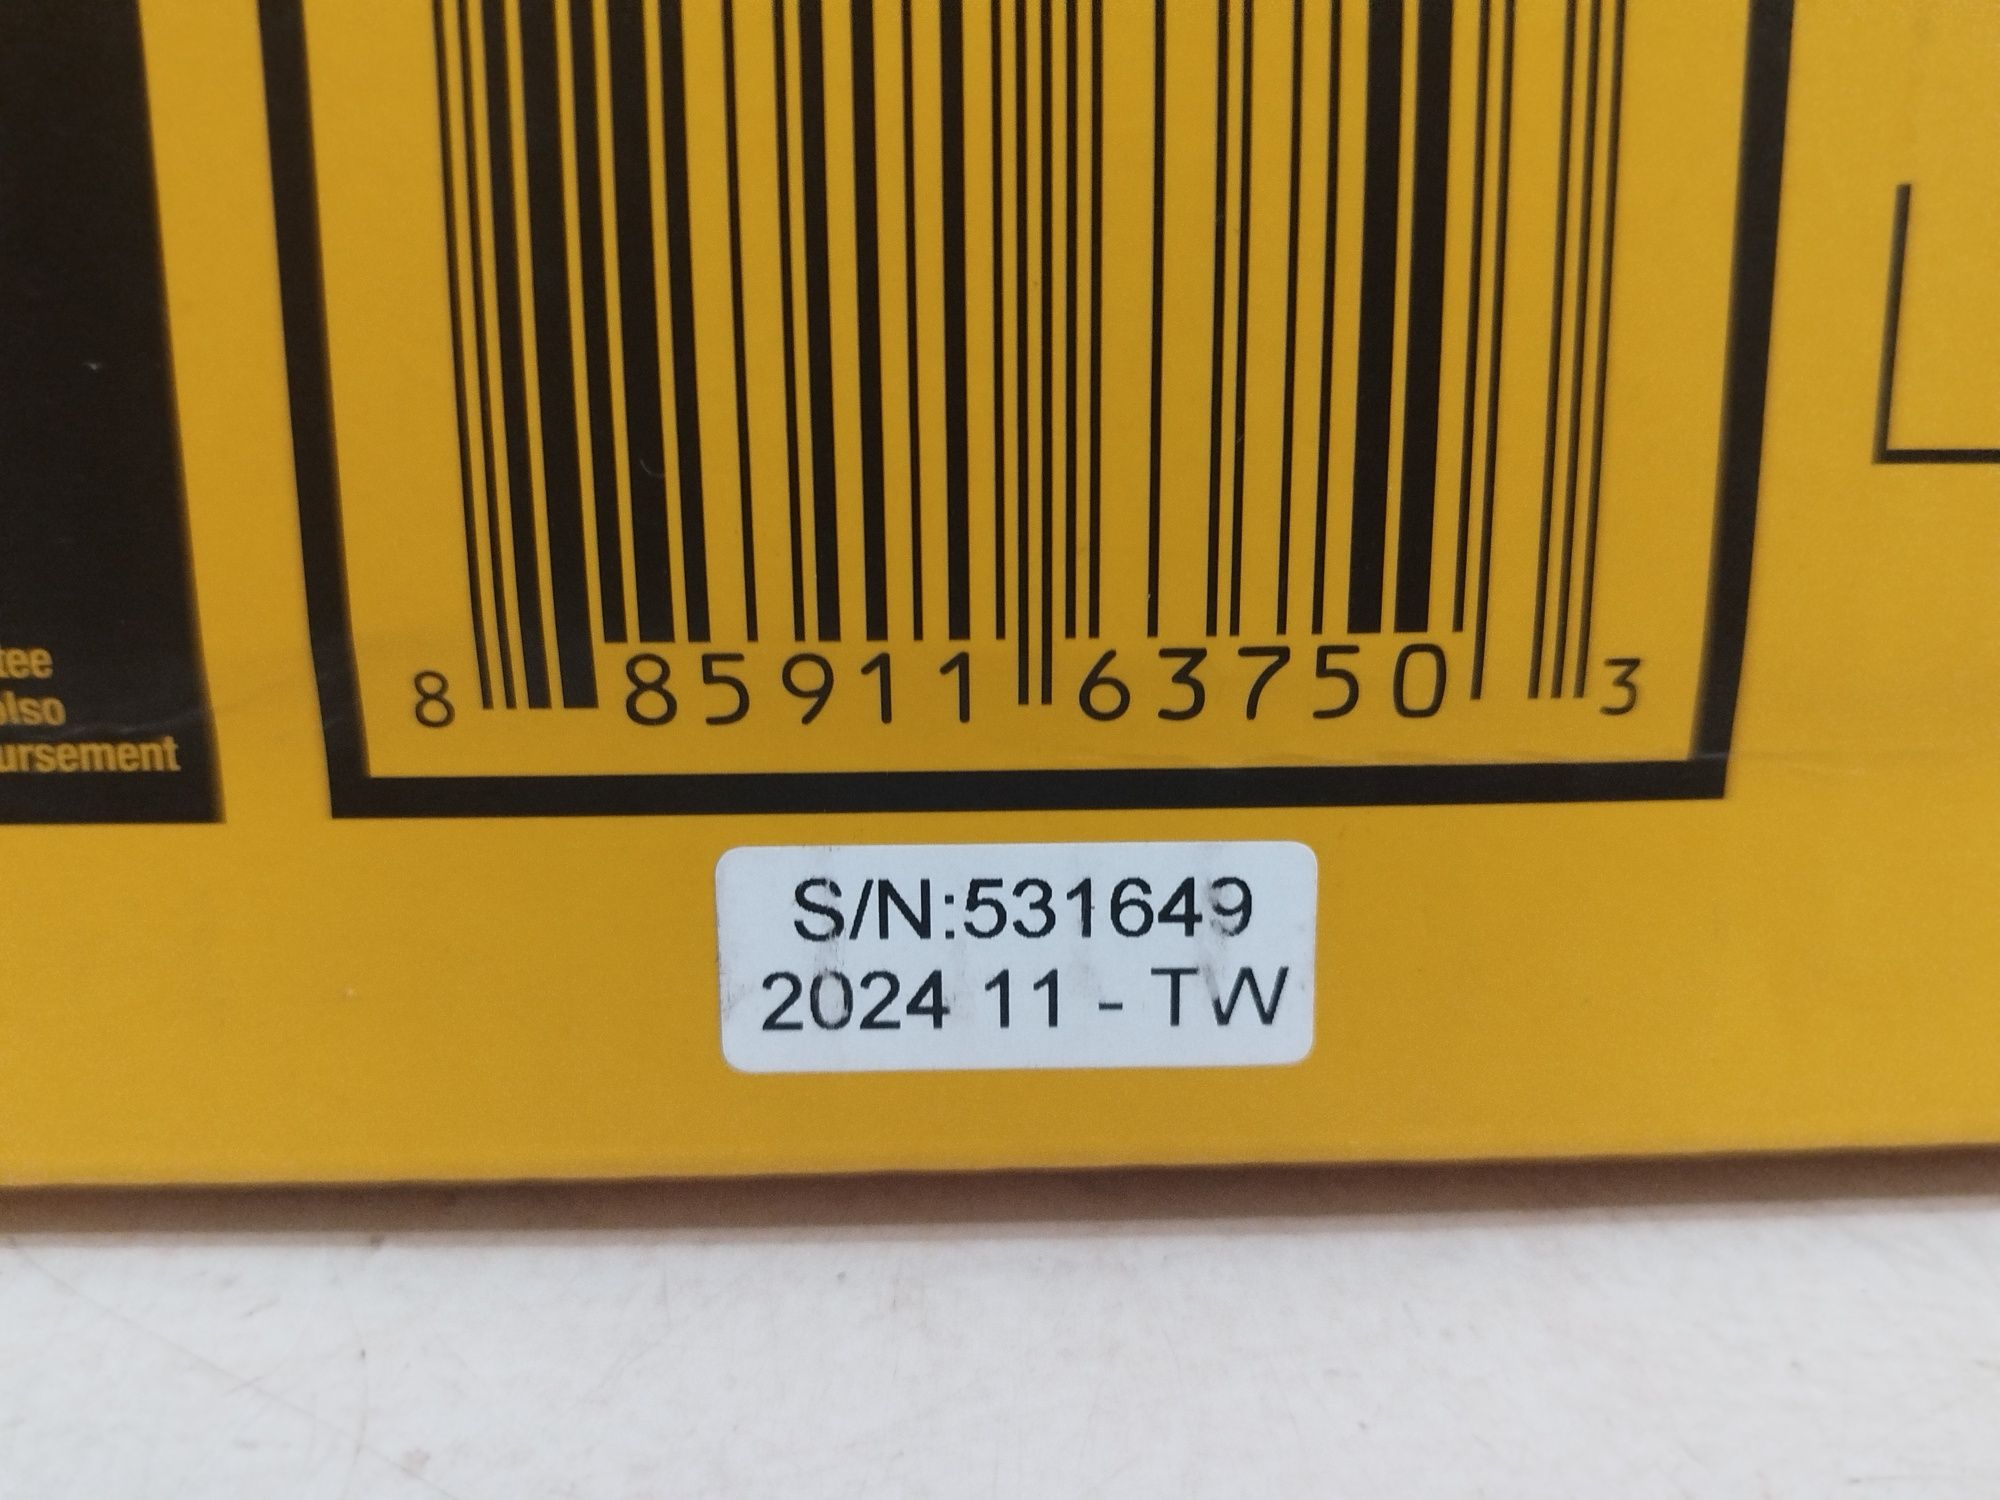 tee
olso
ursement
8 85911 63750 3
S/N:531649
2024 11 - TW